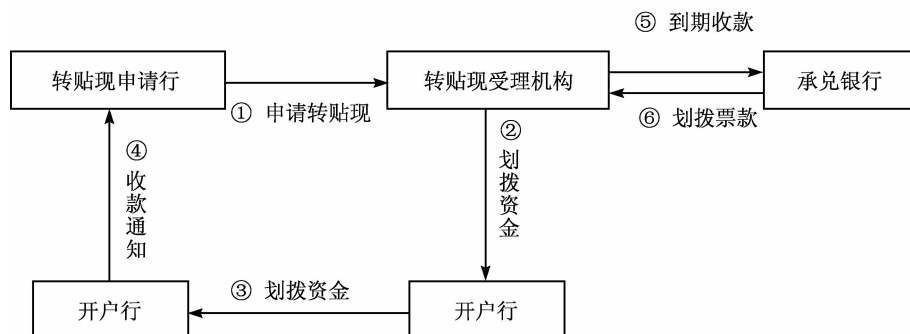 ⑤ 到期收款
转贴现申请行
转贴现受理机构
承兑银行
① 申请转贴现
⑥ 划拨票款
② 划拨资金
④ 收款通知
③ 划拨资金
开户行
开户行